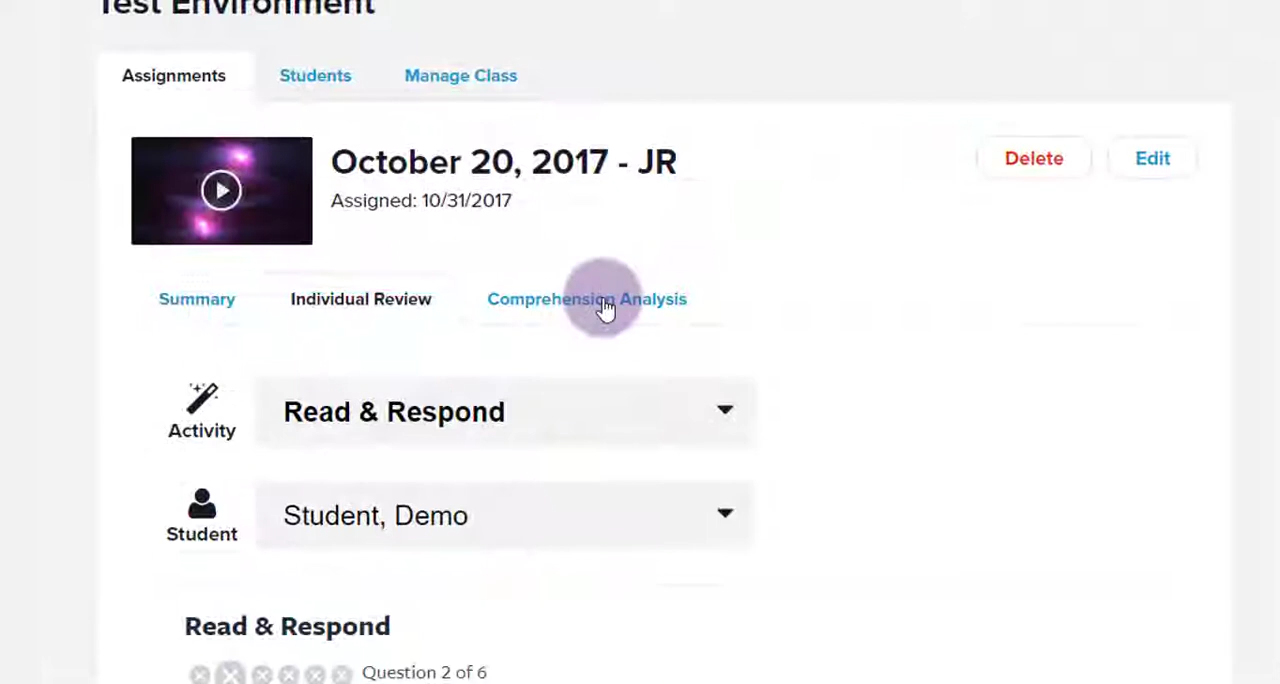 Test Environment
Assignments Students Manage Class
October 20, 2017 - JR
Delete Edit
Assigned: 10/31/2017
Summary Individual Review Comprehension Analysis
Read & Respond
Activity
Student, Demo
Student
Read & Respond
Question 2 of 6